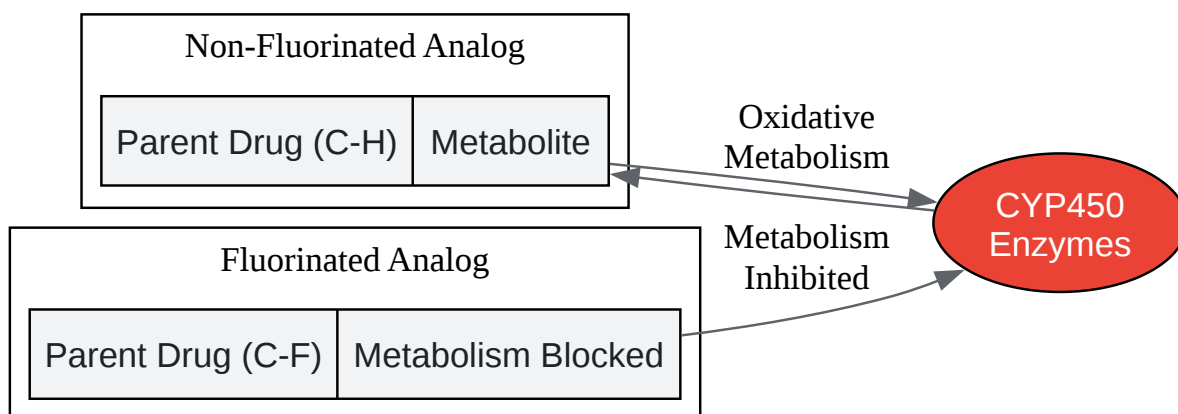 Non-Fluorinated Analog
Parent Drug (C-H)
Metabolite
Oxidative
Metabolism
CYP450
Enzymes
Metabolism
Inhibited
Fluorinated Analog
Parent Drug (C-F)
Metabolism Blocked